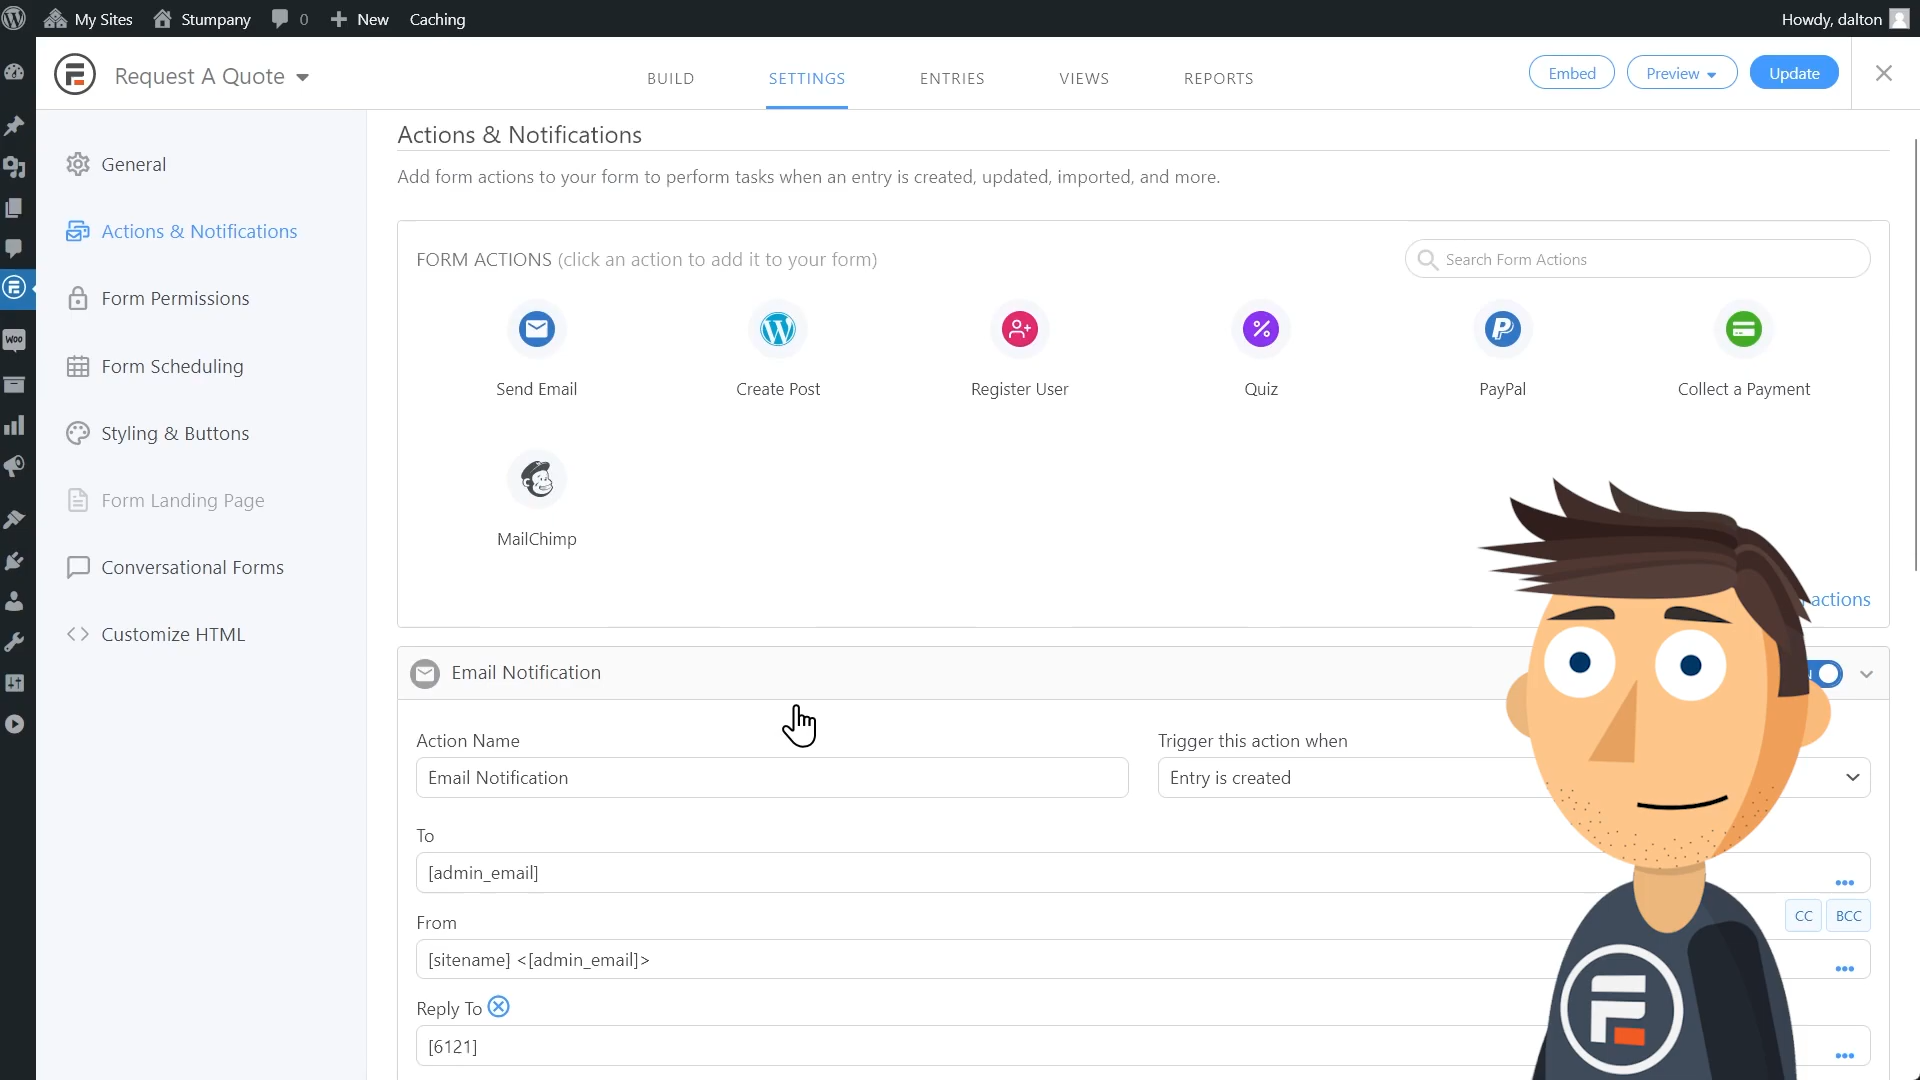 My Sites Stumpany 0 New Caching Howdy, dalton
Request A Quote BUILD SETTINGS ENTRIES VIEWS REPORTS Embed Preview Update
General
Actions & Notifications
Form Permissions
Form Scheduling
Styling & Buttons
Form Landing Page
Conversational Forms
Customize HTML
Actions & Notifications
Add form actions to your form to perform tasks when an entry is created, updated, imported, and more.
FORM ACTIONS (click an action to add it to your form) Search Form Actions
Send Email Create Post Register User Quiz PayPal Collect a Payment
MailChimp
actions
Email Notification
Action Name Trigger this action when
Email Notification Entry is created
To
[admin_email]
CC BCC
From
[sitename] <[admin_email]>
Reply To
[6121]
Woo